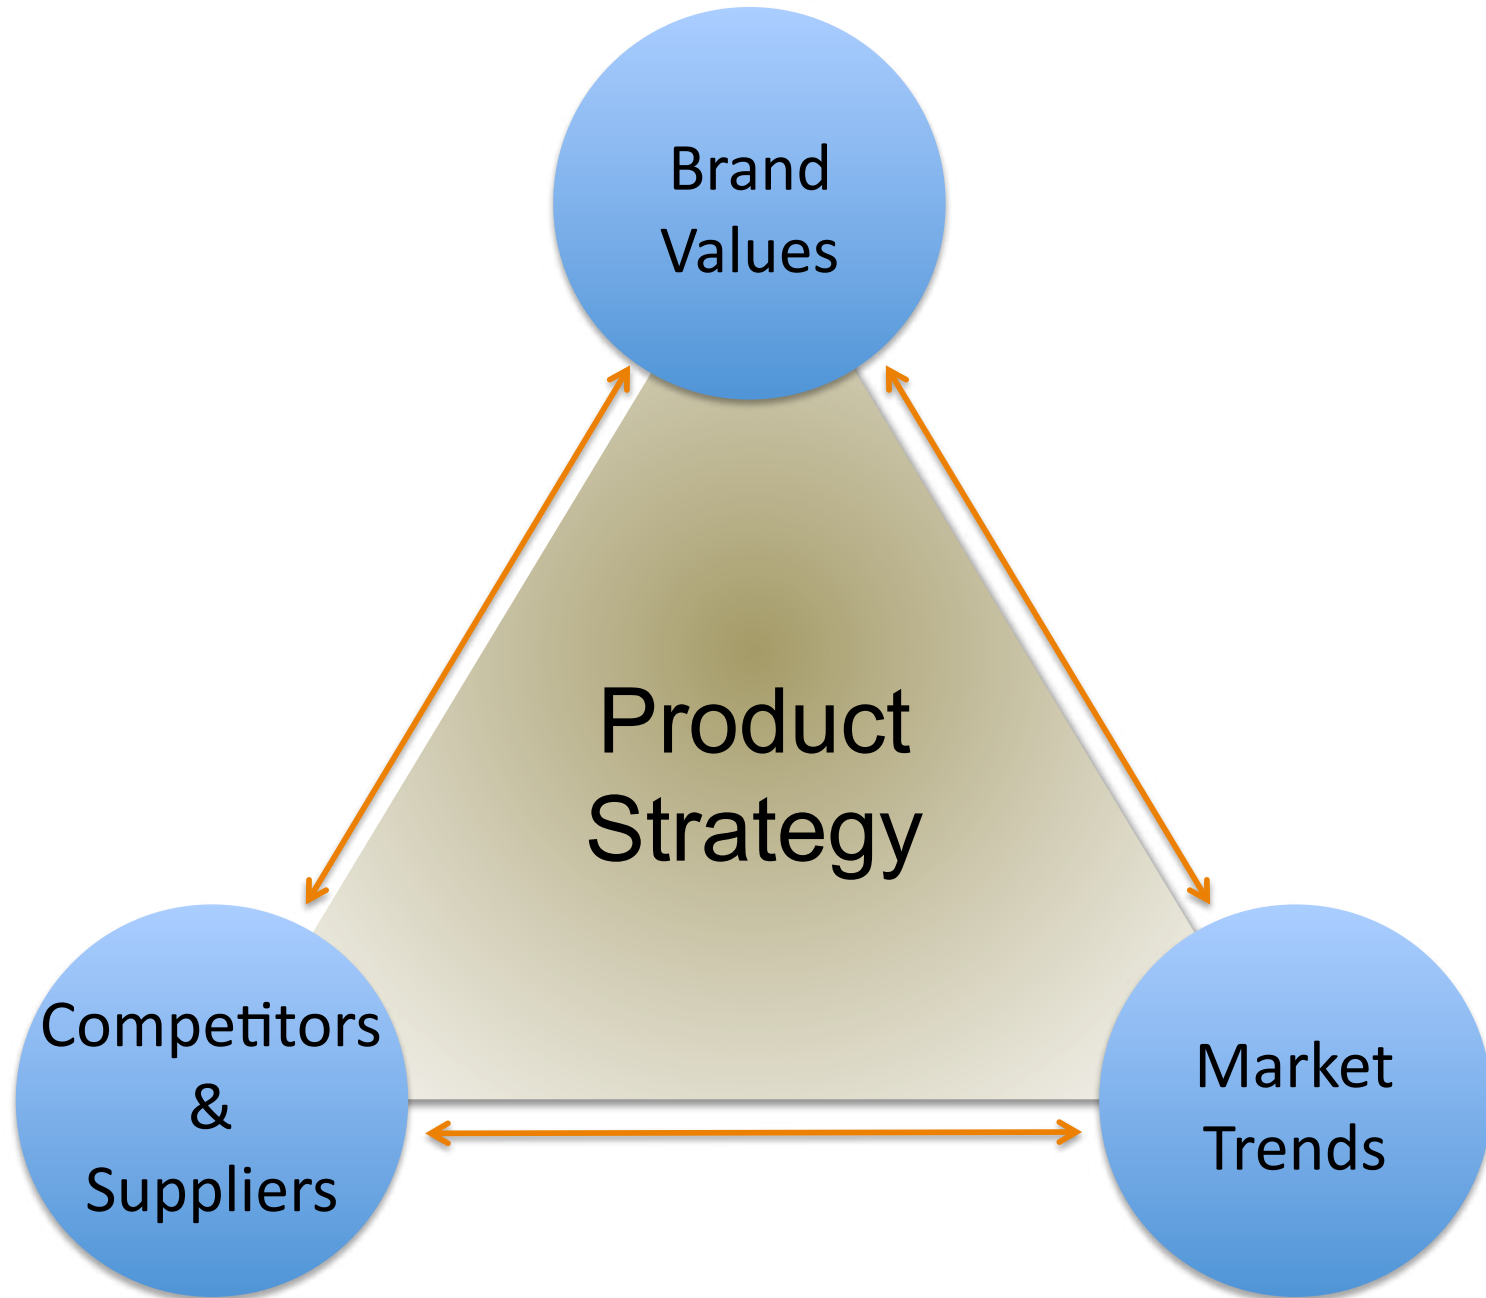 Brand
Values
Product
Strategy
Competitors
&
Suppliers
Market
Trends